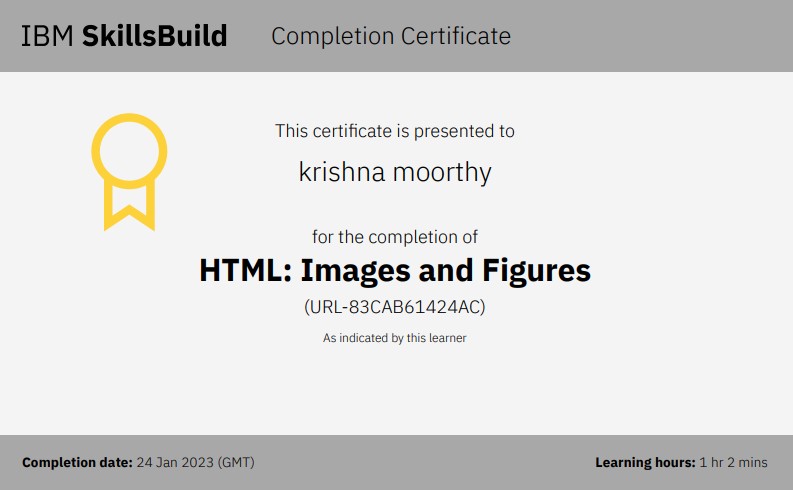 IBM SkillsBuild Completion Certificate
This certificate is presented to
krishna moorthy
for the completion of
HTML: Images and Figures
(URL-83CAB61424AC)
As indicated by this learner
Completion date: 24 Jan 2023 (GMT) Learning hours: 1 hr 2 mins